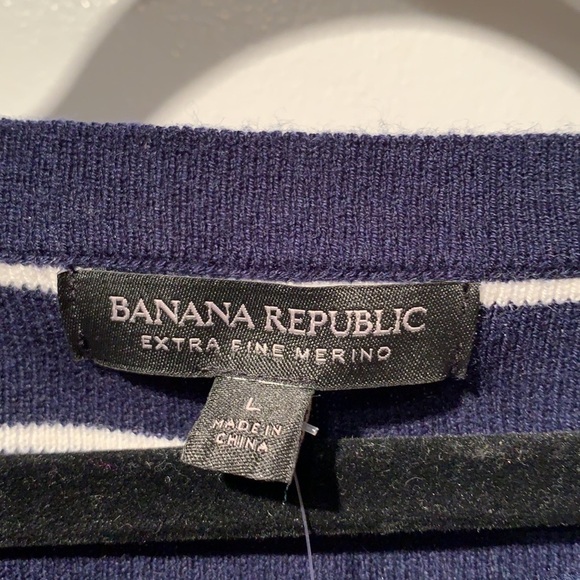 BANANA REPUBLIC
EXTRA FINE MERINO
L
MADE IN
CHINA